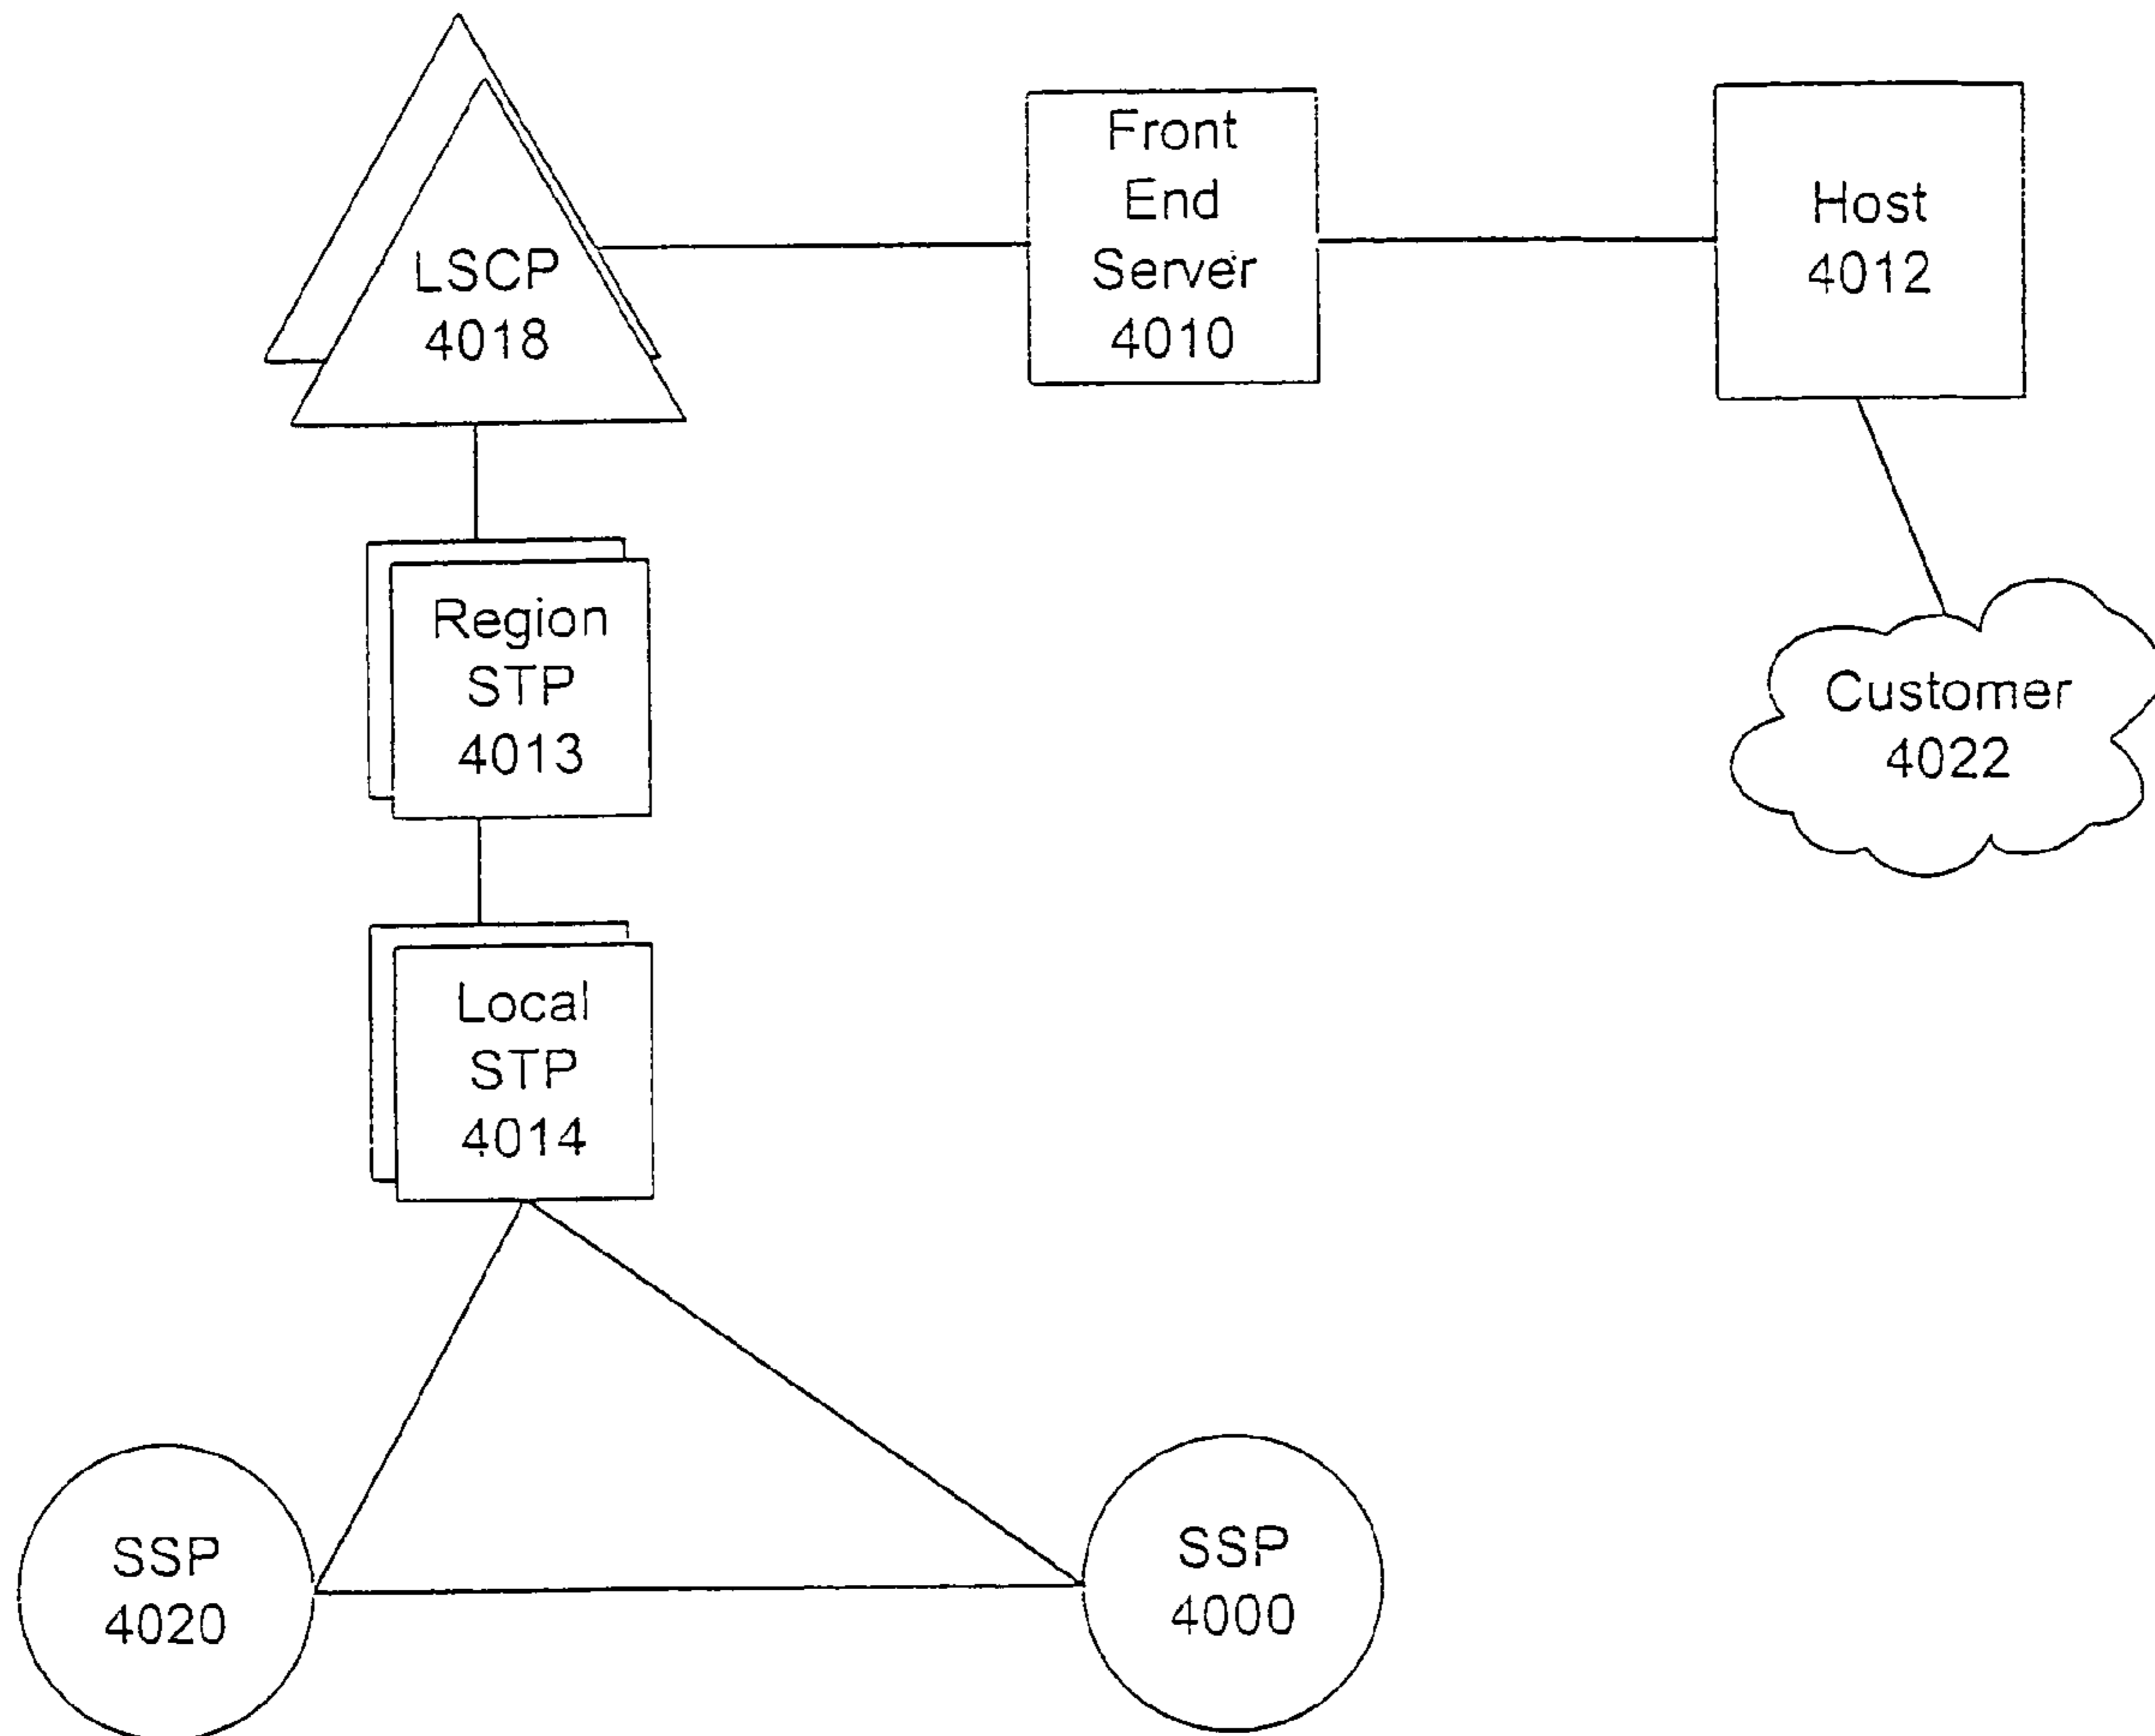 Front
End
Server
4010
Host
4012
LSCP
4018
Region
STP
4013
Customer
4022
Local
STP
4014
SSP
4020
SSP
4000